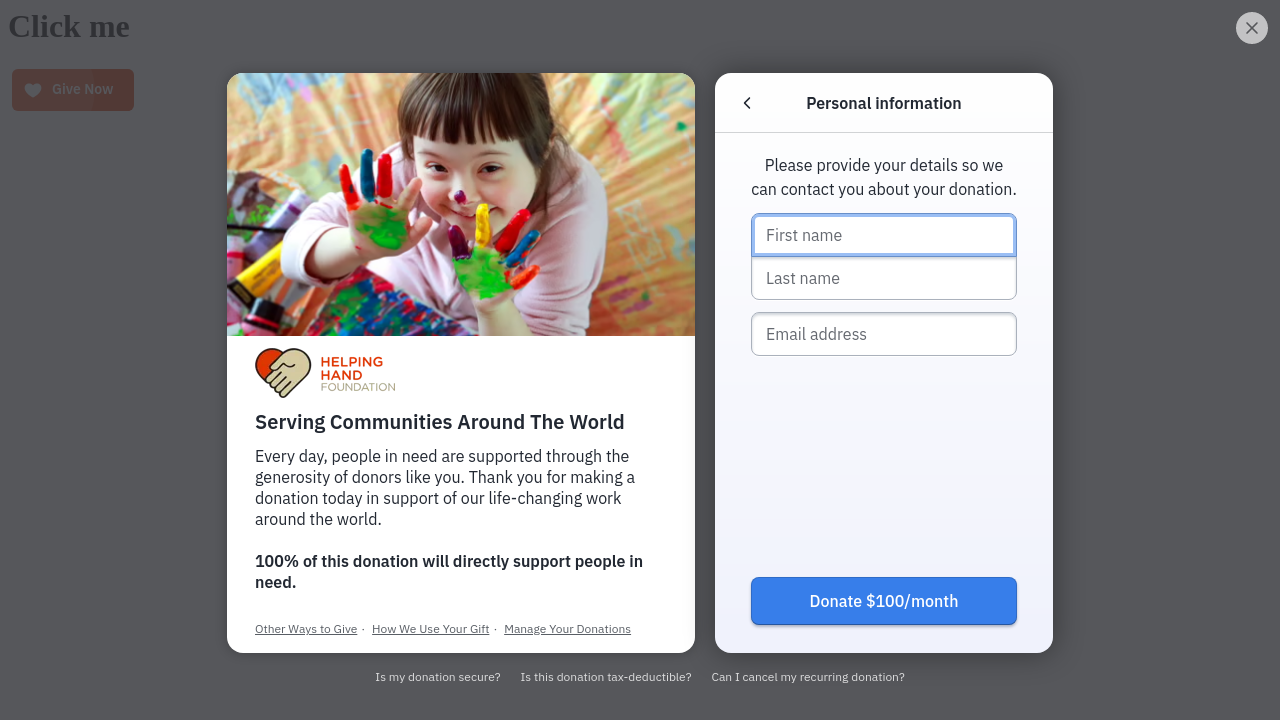 Click me
Give Now
HELPING
HAND
FOUNDATION
Serving Communities Around The World
Every day, people in need are supported through the
generosity of donors like you. Thank you for making a
donation today in support of our life-changing work
around the world.
100% of this donation will directly support people in
need.
Other Ways to Give · How We Use Your Gift · Manage Your Donations
Personal information
Please provide your details so we
can contact you about your donation.
First name
Last name
Email address
Donate $100/month
Is my donation secure? Is this donation tax-deductible? Can I cancel my recurring donation?